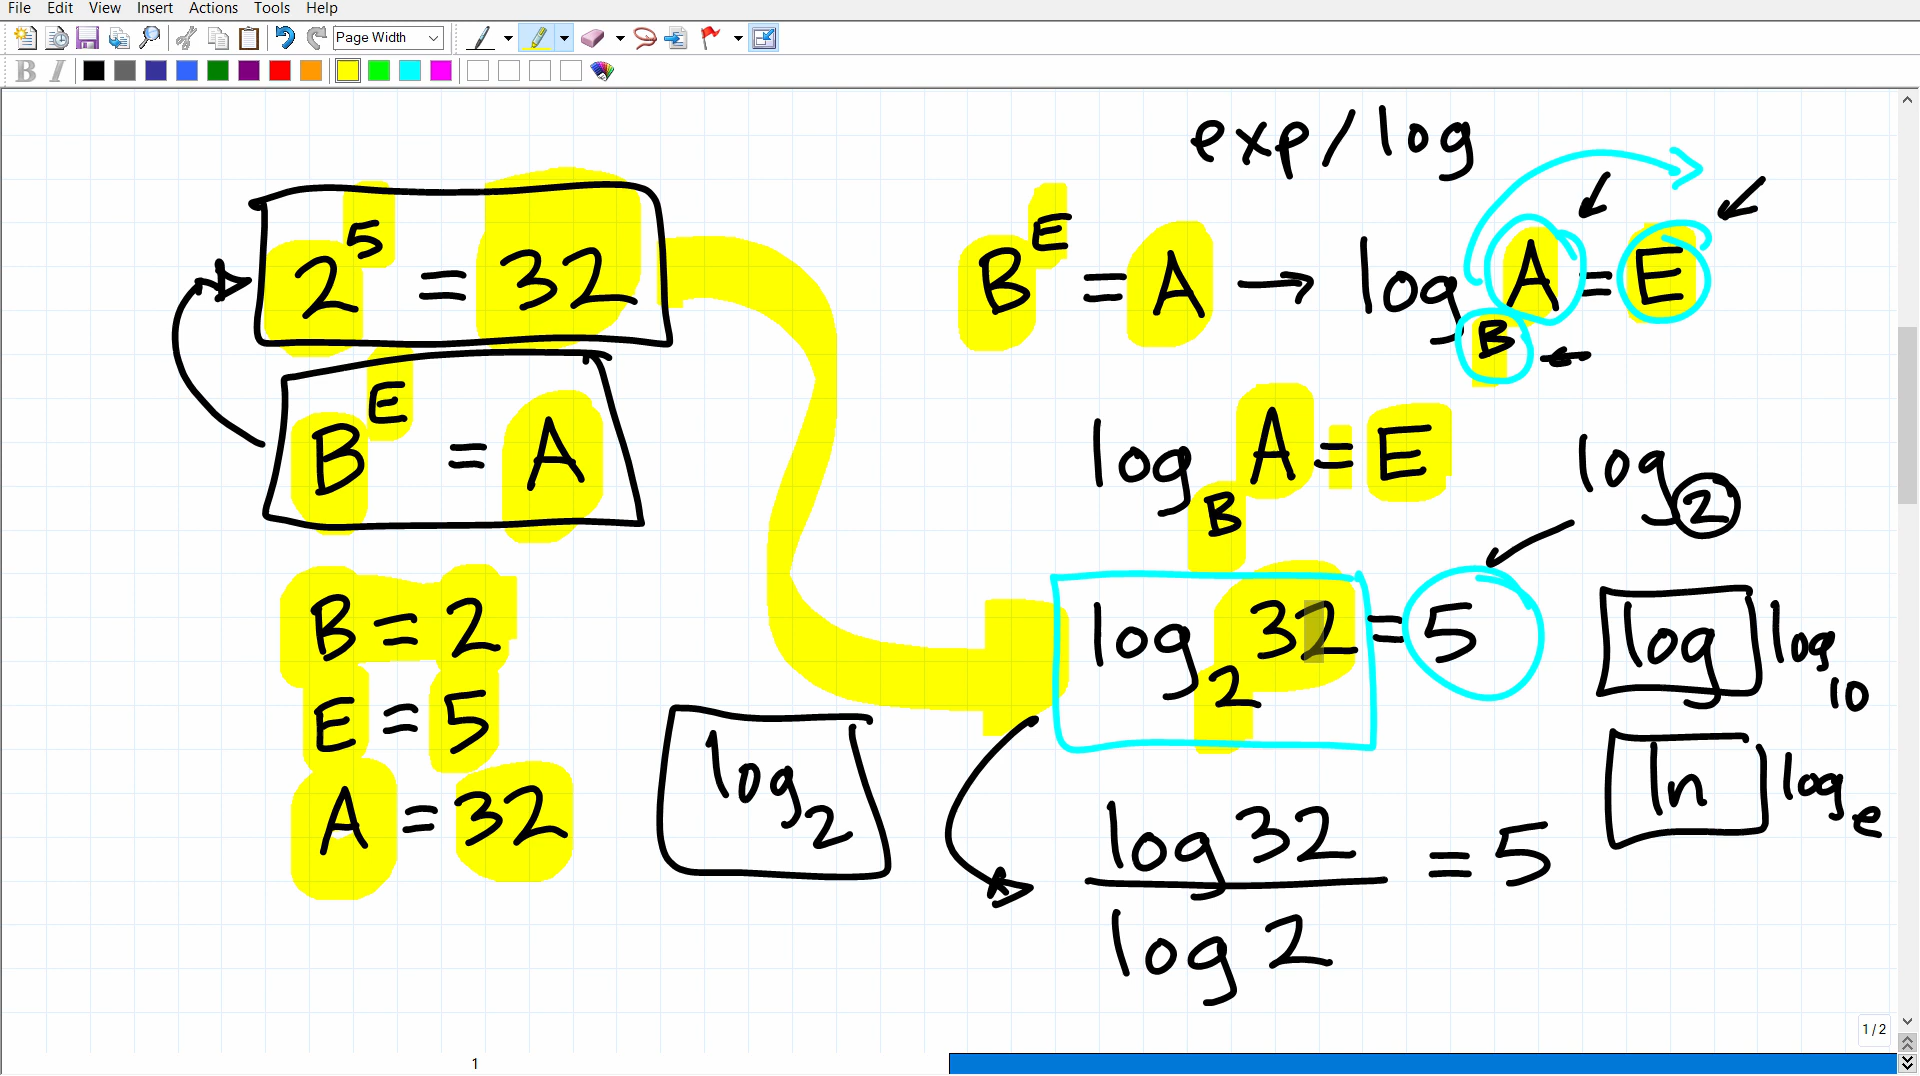 File Edit View Insert Actions Tools Help
Page Width
B I
exp/log
2^5 = 32
B^E = A → log_B A = E
B^E = A
log_B A = E
log_2
B = 2
log_2 32 = 5
log log_10
E = 5
log_2
ln log_e
A = 32
log 32 / log 2 = 5
1 / 2
1